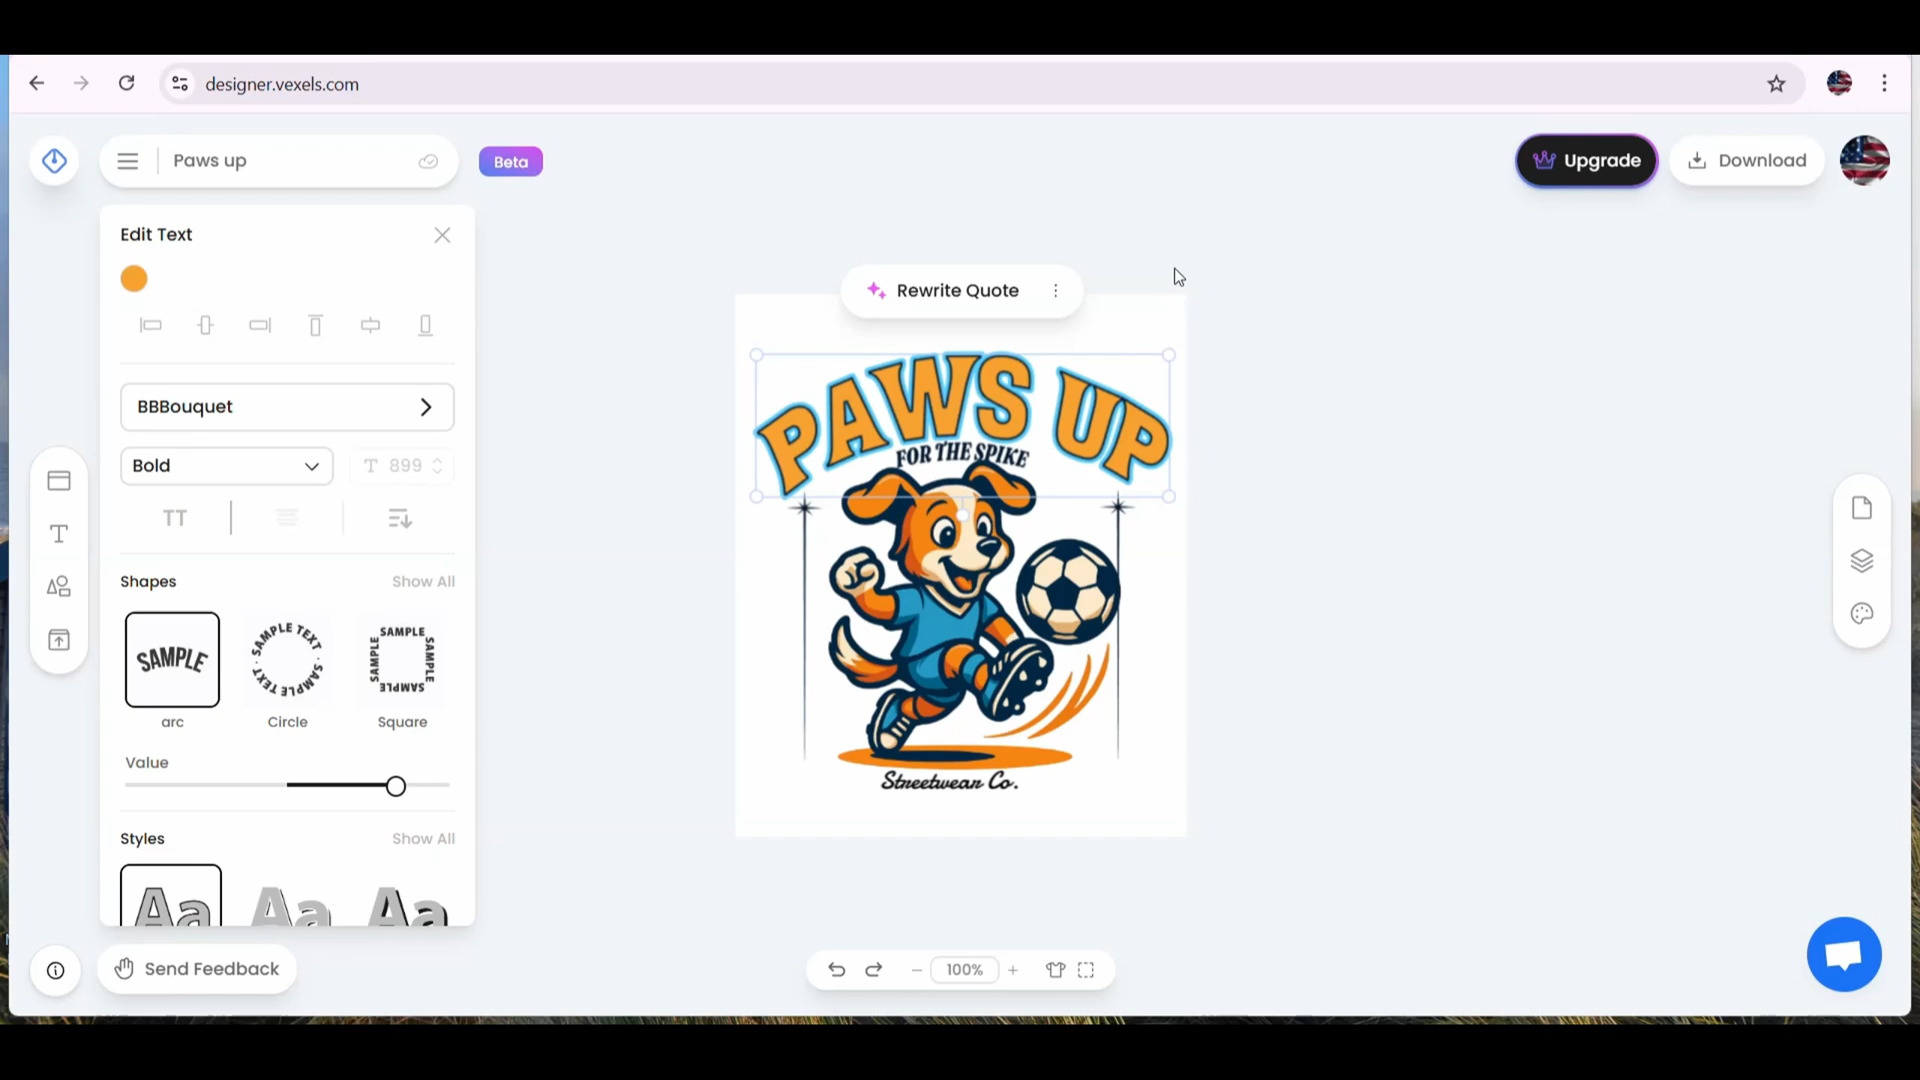 designer.vexels.com
Paws up
Beta
Upgrade
Download
Edit Text
BBBouquet
Bold
T 899
TT
Shapes
Show All
SAMPLE
SAMPLE TEXT · SAMPLE TEXT ·
SAMPLE SAMPLE SAMPLE SAMPLE
arc
Circle
Square
Value
Styles
Show All
Aa
Aa
Aa
Send Feedback
Rewrite Quote
PAWS UP
FOR THE SPIKE
Streetwear Co.
100%